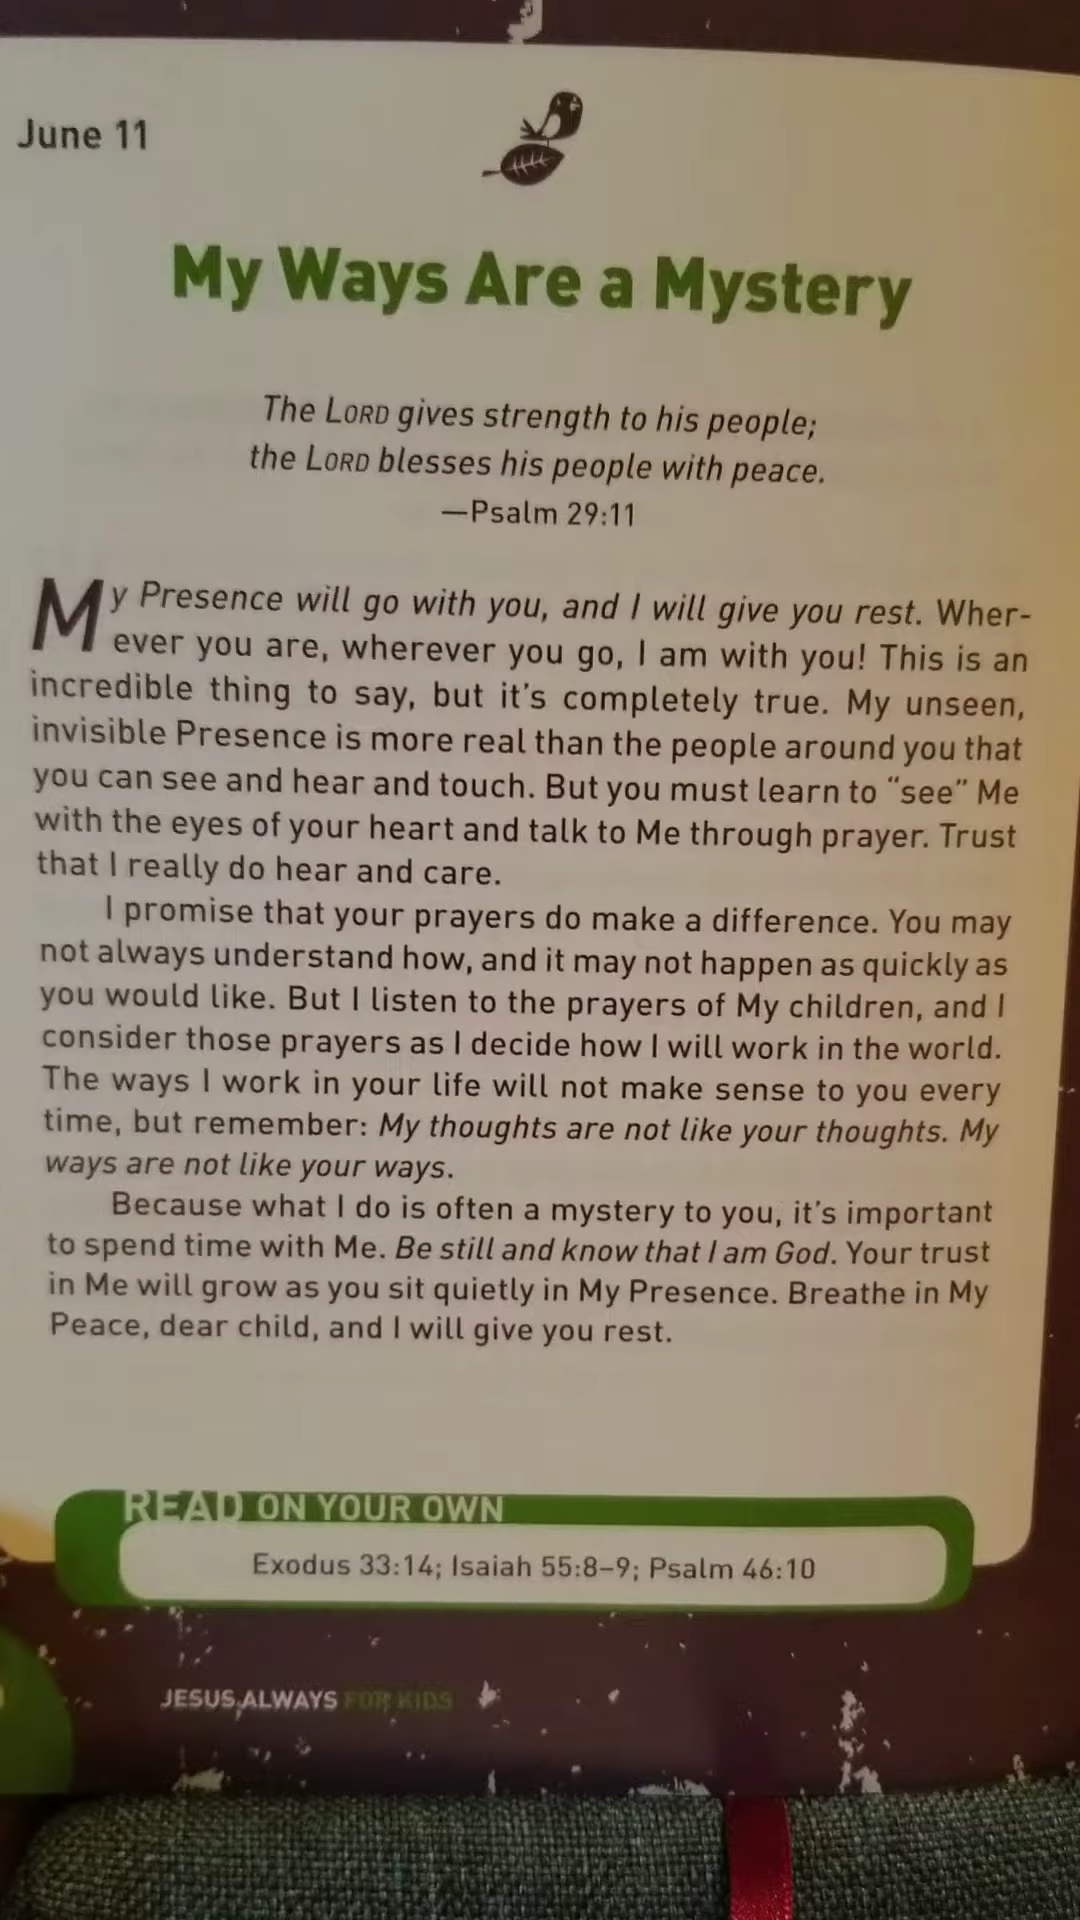 June 11
My Ways Are a Mystery
The LORD gives strength to his people;
the LORD blesses his people with peace.
—Psalm 29:11
My Presence will go with you, and I will give you rest. Wher-
ever you are, wherever you go, I am with you! This is an
incredible thing to say, but it's completely true. My unseen,
invisible Presence is more real than the people around you that
you can see and hear and touch. But you must learn to “see” Me
with the eyes of your heart and talk to Me through prayer. Trust
that I really do hear and care.
I promise that your prayers do make a difference. You may
not always understand how, and it may not happen as quickly as
you would like. But I listen to the prayers of My children, and I
consider those prayers as I decide how I will work in the world.
The ways I work in your life will not make sense to you every
time, but remember: My thoughts are not like your thoughts. My
ways are not like your ways.
Because what I do is often a mystery to you, it's important
to spend time with Me. Be still and know that I am God. Your trust
in Me will grow as you sit quietly in My Presence. Breathe in My
Peace, dear child, and I will give you rest.
READ ON YOUR OWN
Exodus 33:14; Isaiah 55:8–9; Psalm 46:10
JESUS ALWAYS FOR KIDS